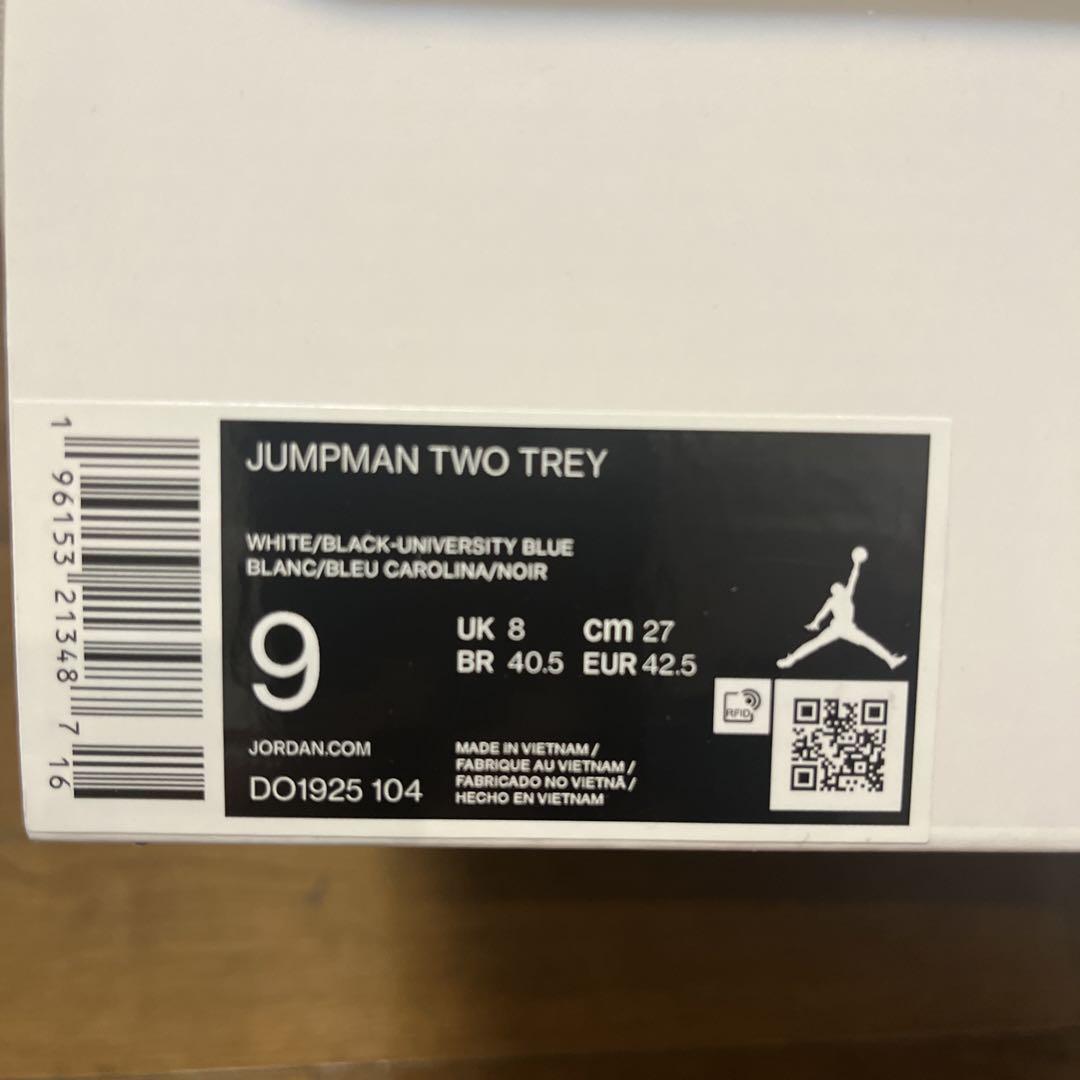 JUMPMAN TWO TREY
WHITE/BLACK-UNIVERSITY BLUE
BLANC/BLEU CAROLINA/NOIR
9
UK 8 cm 27
BR 40.5 EUR 42.5
JORDAN.COM
DO1925 104
MADE IN VIETNAM /
FABRIQUE AU VIETNAM /
FABRICADO NO VIETNÃ /
HECHO EN VIETNAM
RFID
1 96153 21348 7 16